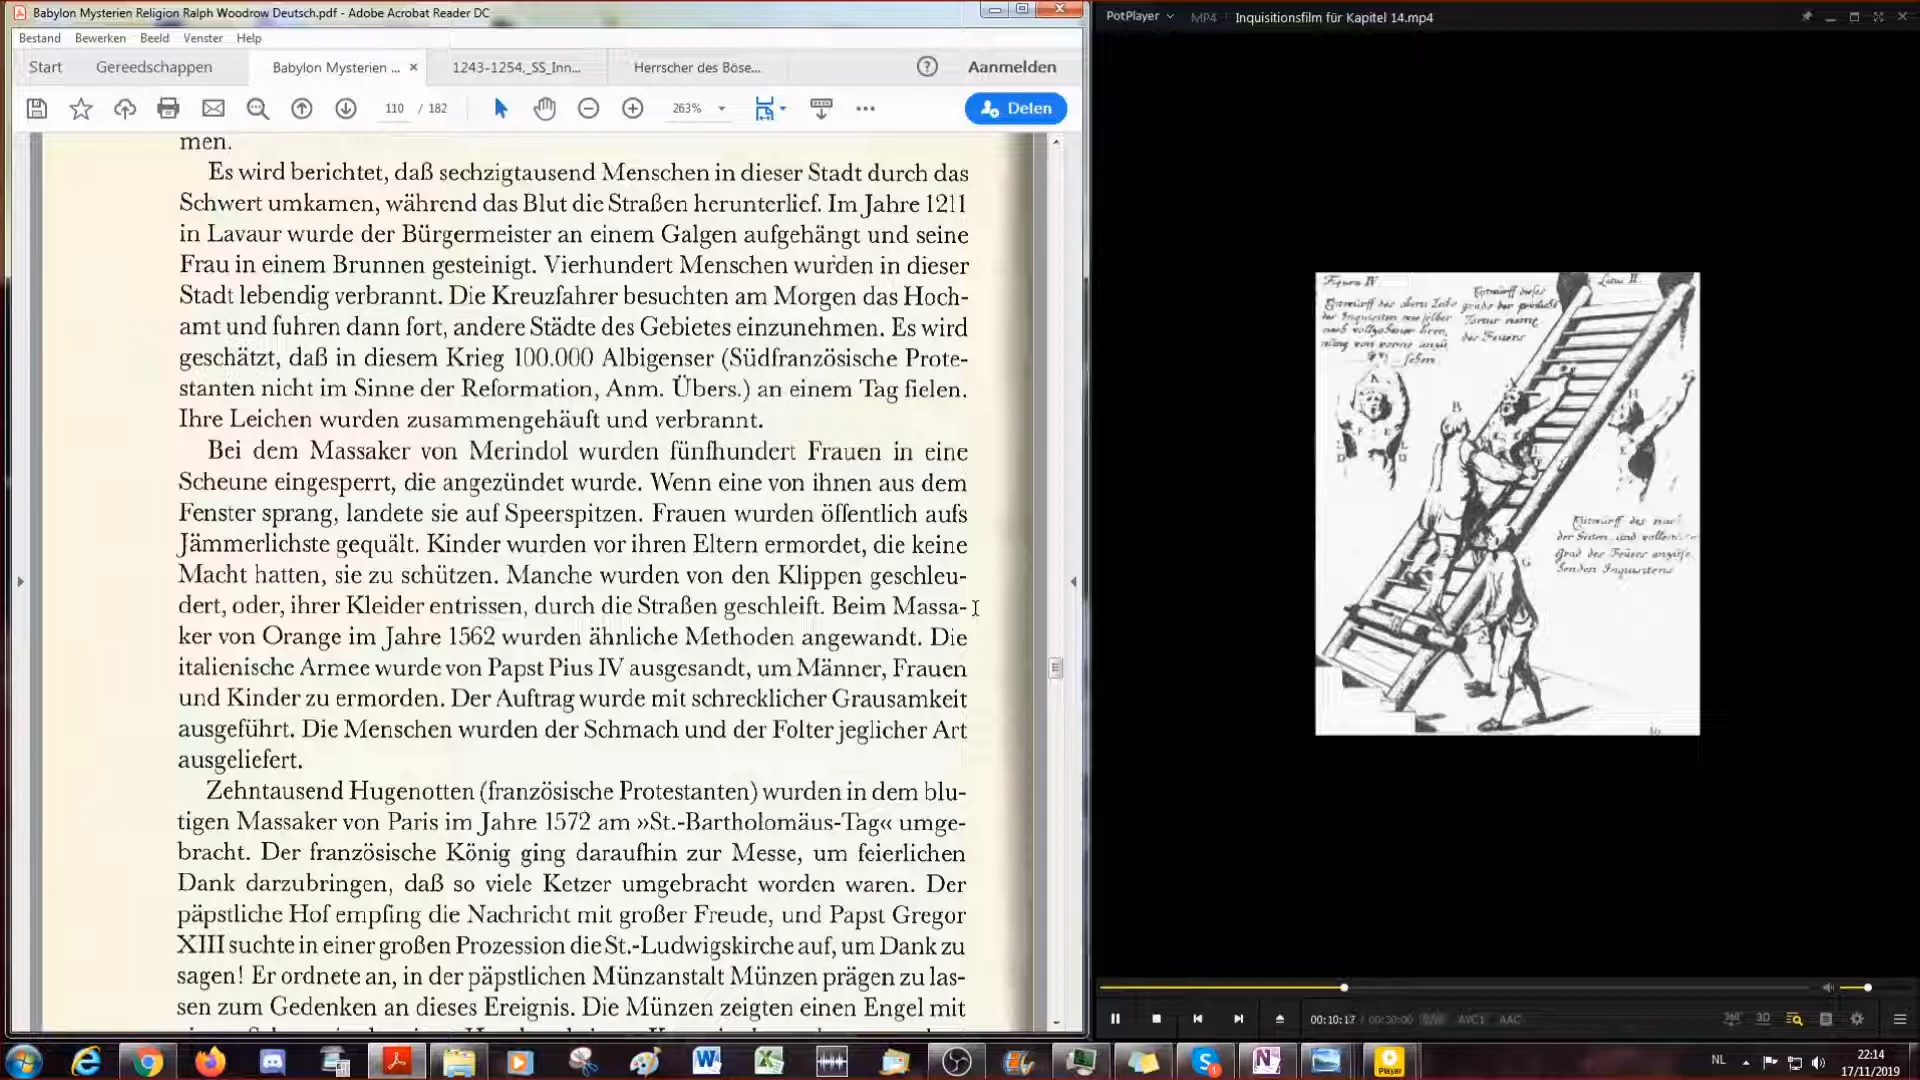 Babylon Mysterien Religion Ralph Woodrow Deutsch.pdf - Adobe Acrobat Reader DC
Bestand Bewerken Beeld Venster Help
Start Gereedschappen Babylon Mysterien ... × 1243-1254,_SS_Inn... Herrscher des Böse... Aanmelden
110 / 182 263% Delen
men.
Es wird berichtet, daß sechzigtausend Menschen in dieser Stadt durch das
Schwert umkamen, während das Blut die Straßen herunterlief. Im Jahre 1211
in Lavaur wurde der Bürgermeister an einem Galgen aufgehängt und seine
Frau in einem Brunnen gesteinigt. Vierhundert Menschen wurden in dieser
Stadt lebendig verbrannt. Die Kreuzfahrer besuchten am Morgen das Hoch-
amt und fuhren dann fort, andere Städte des Gebietes einzunehmen. Es wird
geschätzt, daß in diesem Krieg 100.000 Albigenser (Südfranzösische Prote-
stanten nicht im Sinne der Reformation, Anm. Übers.) an einem Tag fielen.
Ihre Leichen wurden zusammengehäuft und verbrannt.
Bei dem Massaker von Merindol wurden fünfhundert Frauen in eine
Scheune eingesperrt, die angezündet wurde. Wenn eine von ihnen aus dem
Fenster sprang, landete sie auf Speerspitzen. Frauen wurden öffentlich aufs
Jämmerlichste gequält. Kinder wurden vor ihren Eltern ermordet, die keine
Macht hatten, sie zu schützen. Manche wurden von den Klippen geschleu-
dert, oder, ihrer Kleider entrissen, durch die Straßen geschleift. Beim Massa-
ker von Orange im Jahre 1562 wurden ähnliche Methoden angewandt. Die
italienische Armee wurde von Papst Pius IV ausgesandt, um Männer, Frauen
und Kinder zu ermorden. Der Auftrag wurde mit schrecklicher Grausamkeit
ausgeführt. Die Menschen wurden der Schmach und der Folter jeglicher Art
ausgeliefert.
Zehntausend Hugenotten (französische Protestanten) wurden in dem blu-
tigen Massaker von Paris im Jahre 1572 am »St.-Bartholomäus-Tag« umge-
bracht. Der französische König ging daraufhin zur Messe, um feierlichen
Dank darzubringen, daß so viele Ketzer umgebracht worden waren. Der
päpstliche Hof empfing die Nachricht mit großer Freude, und Papst Gregor
XIII suchte in einer großen Prozession die St.-Ludwigskirche auf, um Dank zu
sagen! Er ordnete an, in der päpstlichen Münzanstalt Münzen prägen zu las-
sen zum Gedenken an dieses Ereignis. Die Münzen zeigten einen Engel mit
PotPlayer MP4 Inquisitionsfilm für Kapitel 14.mp4
Figura IV
A
B
H
G
00:10:17 / 00:30:00 AVC1 AAC
3D
Player
NL
22:14
17/11/2019